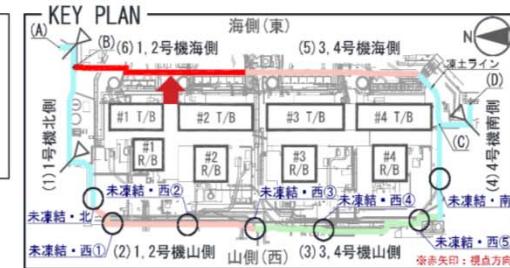 KEY PLAN
海側(東)
N
(A)
(B)
(6)1,2号機海側
(5)3,4号機海側
凍土ライン
(D)
#1 T/B
#2 T/B
#3 T/B
#4 T/B
(1)1号機北側
#1
R/B
#2
R/B
#3
R/B
#4
R/B
(C)
(4)4号機南側
未凍結・西②
未凍結・西③
未凍結・西④
未凍結・南
未凍結・北
未凍結・西①
(2)1,2号機山側
山側(西)
(3)3,4号機山側
未凍結・西⑤
※赤矢印：視点方向